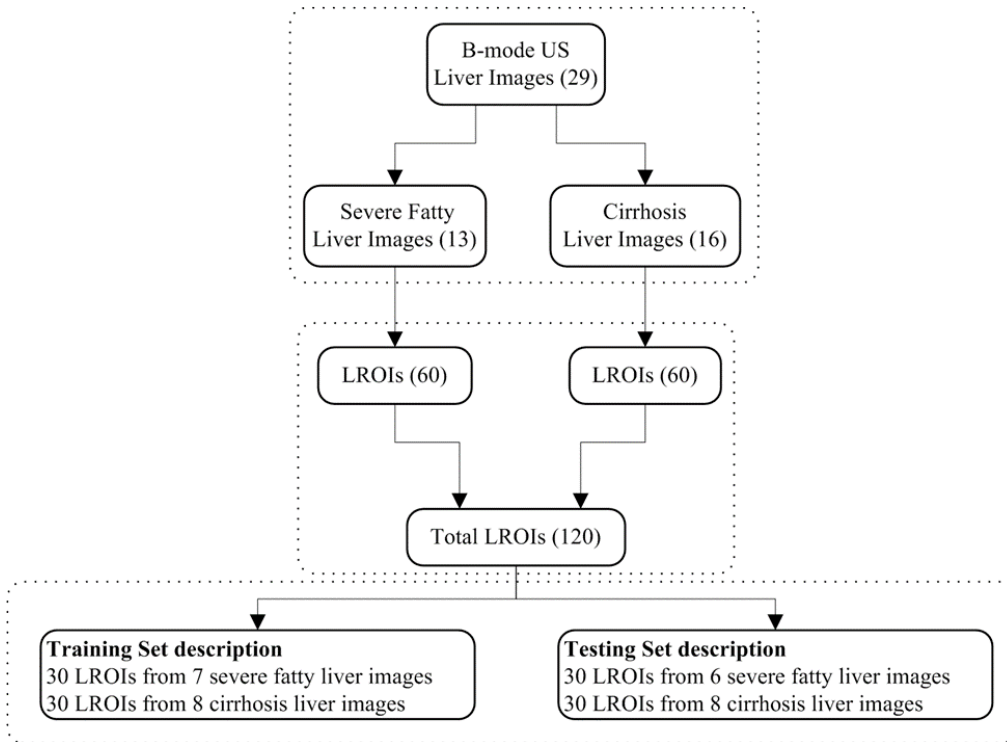 B-mode US
Liver Images (29)
Severe Fatty
Liver Images (13)
Cirrhosis
Liver Images (16)
LROIs (60)
LROIs (60)
Total LROIs (120)
Training Set description
30 LROIs from 7 severe fatty liver images
30 LROIs from 8 cirrhosis liver images
Testing Set description
30 LROIs from 6 severe fatty liver images
30 LROIs from 8 cirrhosis liver images